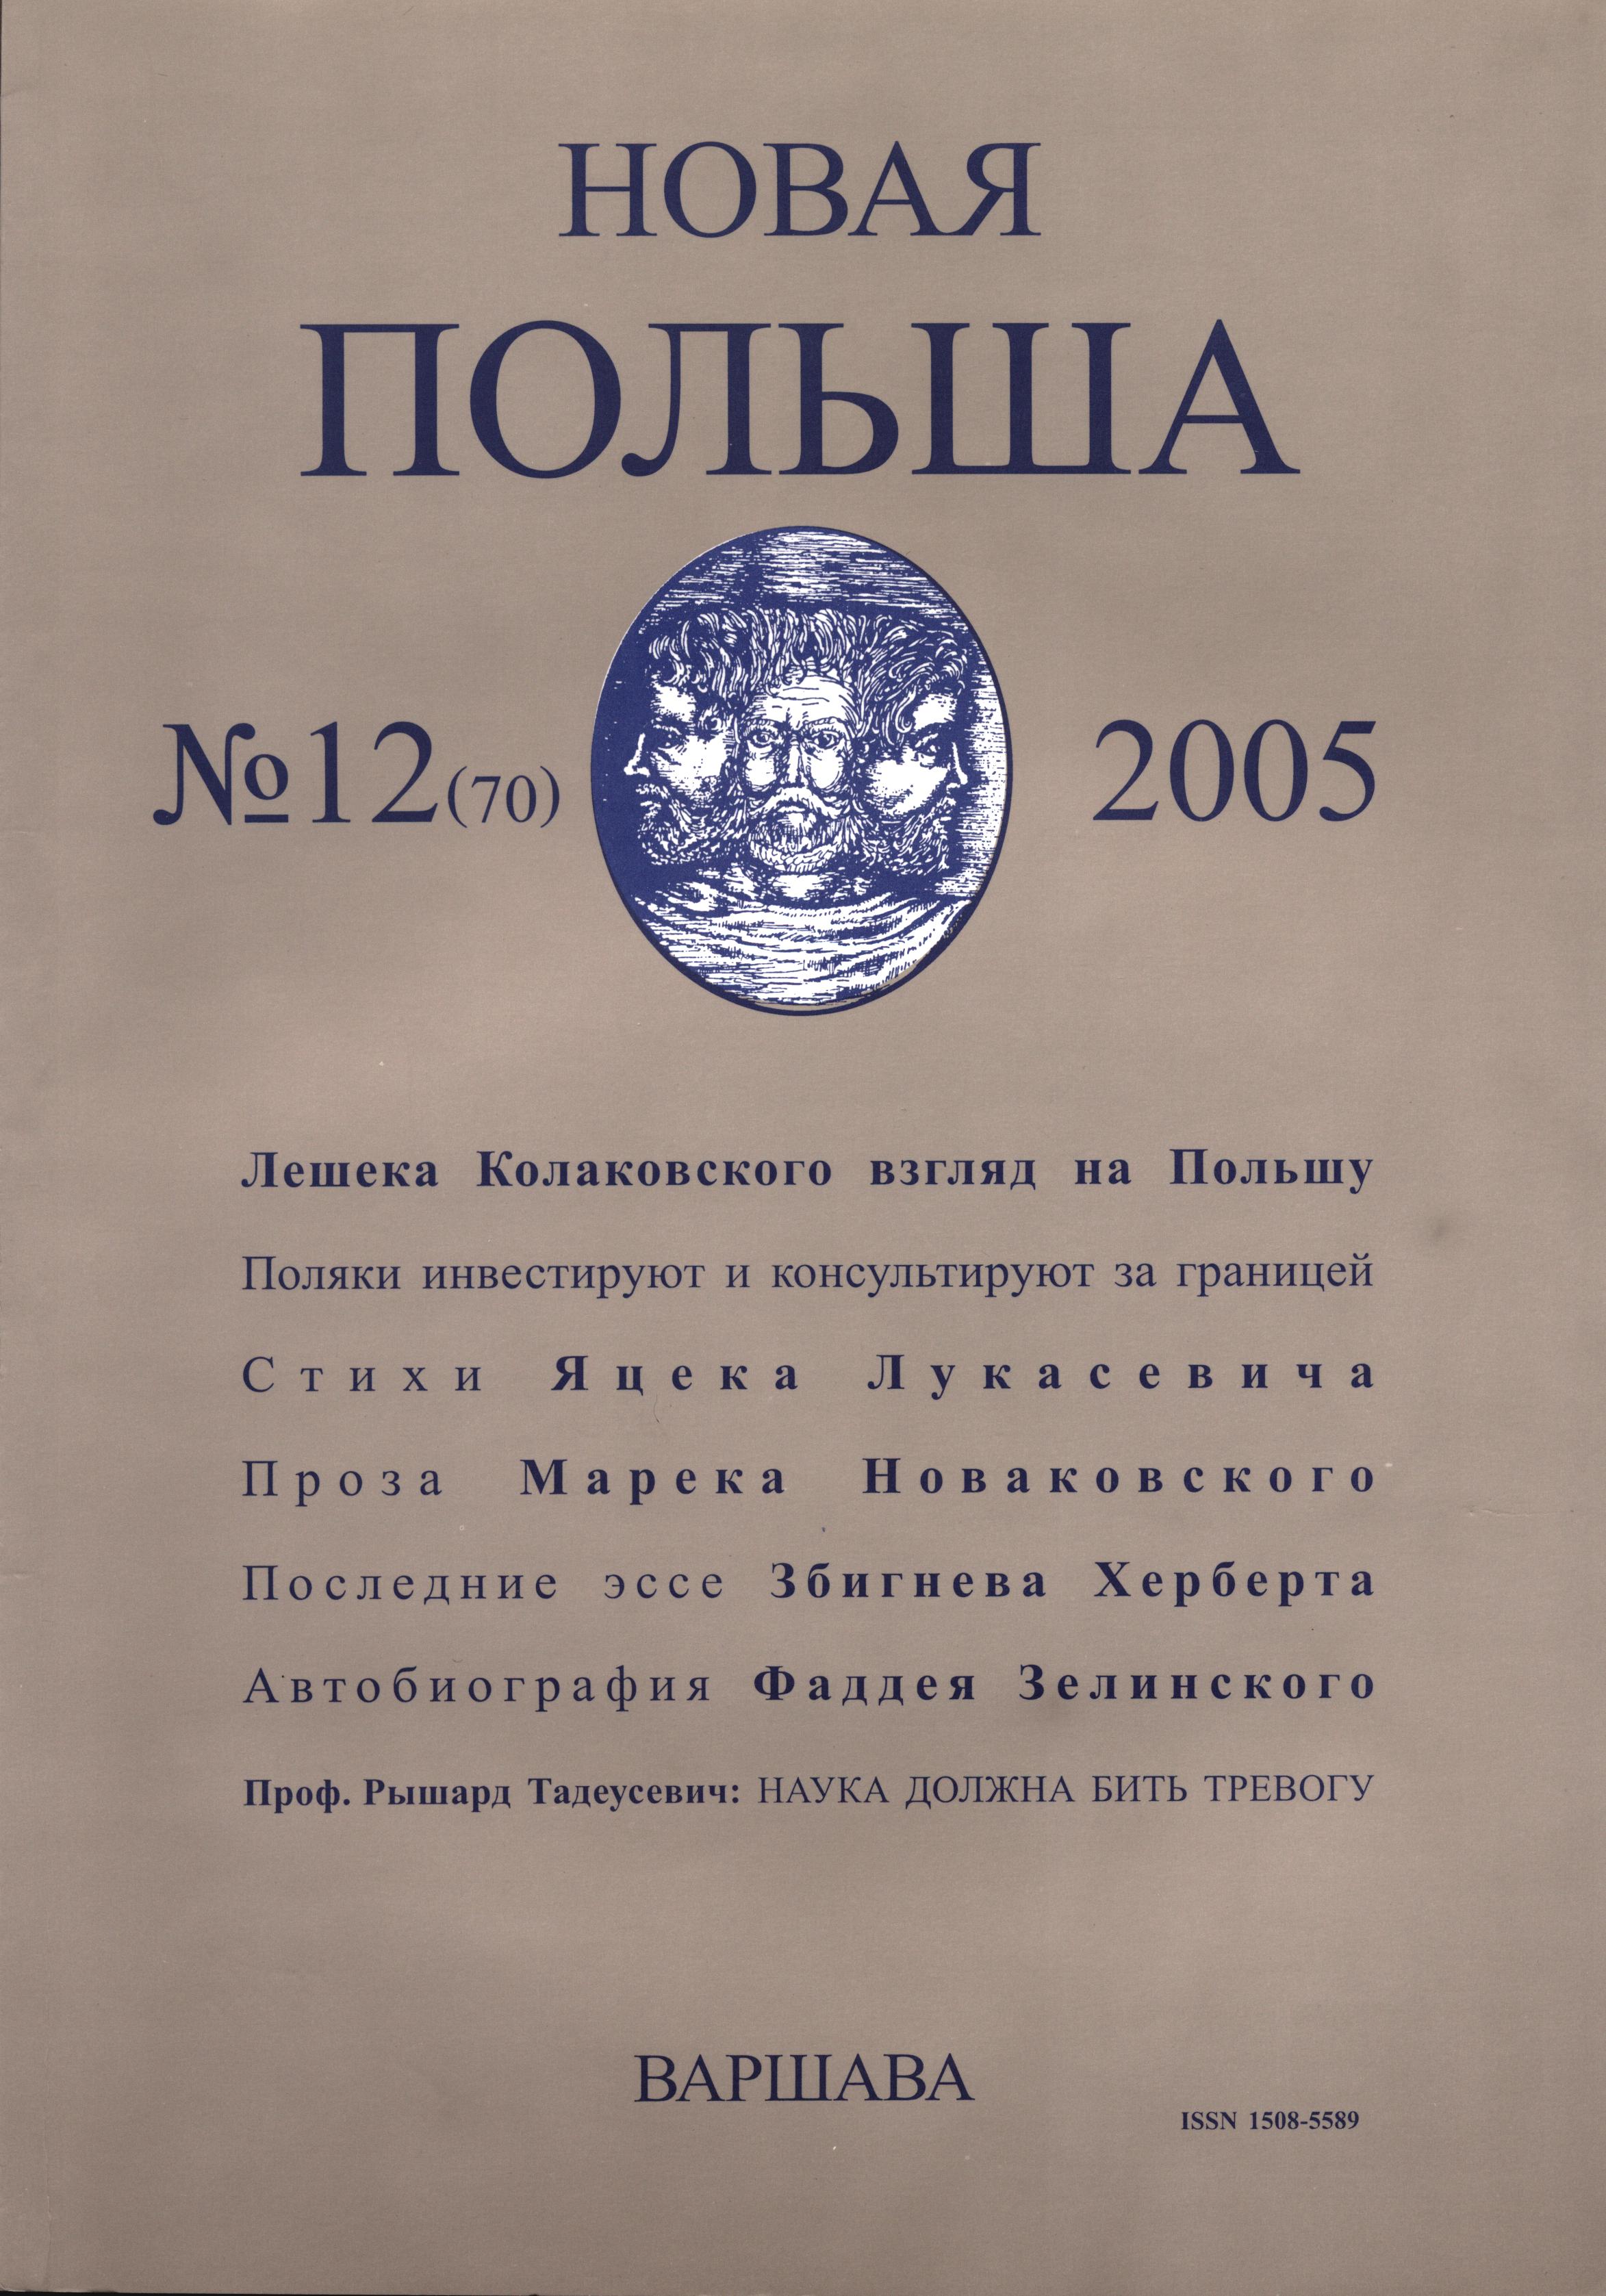 НОВАЯ
ПОЛЬША
№12(70) 2005
Лешека Колаковского взгляд на Польшу
Поляки инвестируют и консультируют за границей
Стихи Яцека Лукасевича
Проза Марека Новаковского
Последние эссе Збигнева Херберта
Автобиография Фаддея Зелинского
Проф. Рышард Тадеусевич: НАУКА ДОЛЖНА БИТЬ ТРЕВОГУ
ВАРШАВА
ISSN 1508-5589